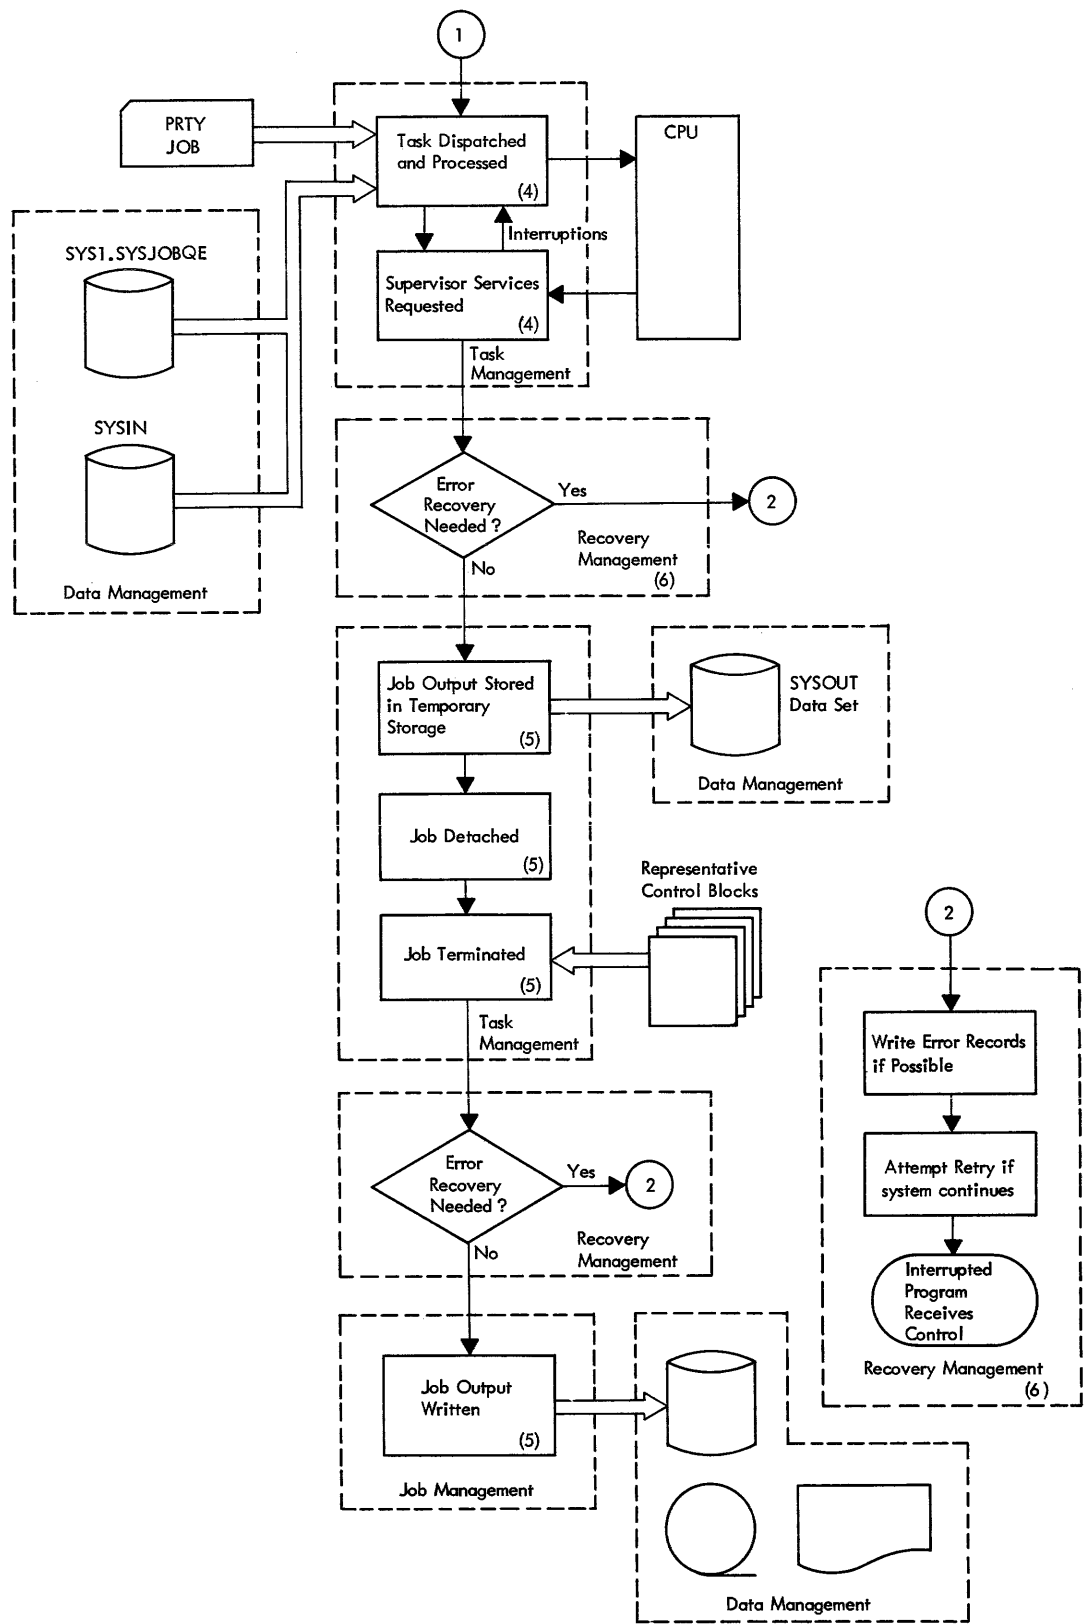 1
PRTY
JOB
Task Dispatched
and Processed
(4)
CPU
Interruptions
SYS1.SYSJOBQE
Supervisor Services
Requested
(4)
Task
Management
SYSIN
Data Management
Error
Recovery
Needed ?
Yes
2
No
Recovery
Management
(6)
Job Output Stored
in Temporary
Storage
(5)
SYSOUT
Data Set
Data Management
Job Detached
(5)
Representative
Control Blocks
Job Terminated
(5)
Task
Management
2
Write Error Records
if Possible
Attempt Retry if
system continues
Interrupted
Program
Receives
Control
Recovery Management
(6)
Error
Recovery
Needed ?
Yes
2
No
Recovery
Management
Job Output
Written
(5)
Job Management
Data Management